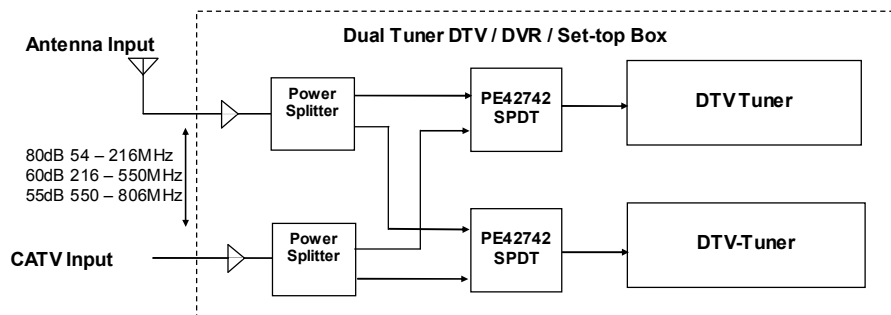 Dual Tuner DTV / DVR / Set-top Box
Antenna Input
Power
Splitter
PE42742
SPDT
DTV Tuner
80dB 54 – 216MHz
60dB 216 – 550MHz
55dB 550 – 806MHz
CATV Input
Power
Splitter
PE42742
SPDT
DTV-Tuner